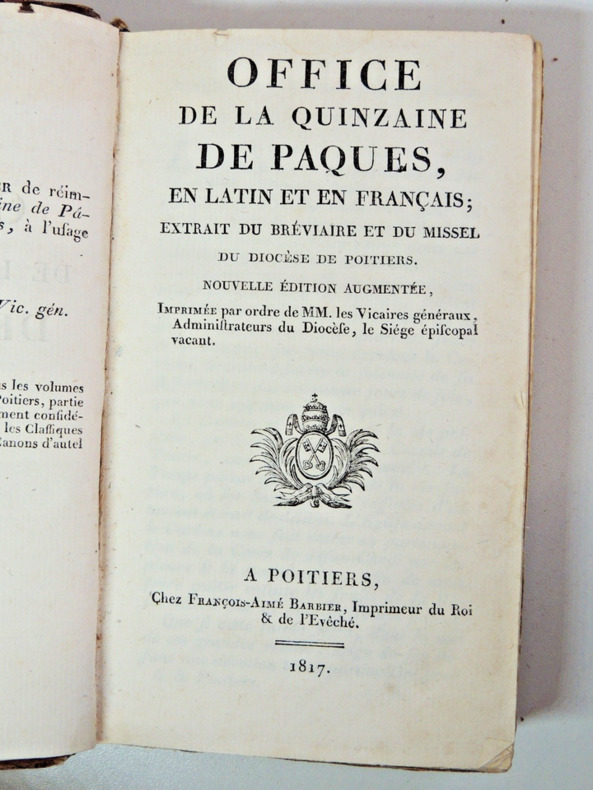 ER de réim-
ine de Pâ-
s, à l'uſage
Vic. gén.
s les volumes
Poitiers, partie
ment conſidé-
les Claſſiques
Canons d'autel
OFFICE
DE LA QUINZAINE
DE PAQUES,
EN LATIN ET EN FRANÇAIS;
EXTRAIT DU BRÉVIAIRE ET DU MISSEL
DU DIOCÈSE DE POITIERS.
NOUVELLE ÉDITION AUGMENTÉE,
IMPRIMÉE par ordre de MM. les Vicaires généraux,
Adminiſtrateurs du Diocèſe, le Siége épiſcopal
vacant.
A POITIERS,
Chez FRANÇOIS-AIMÉ BARBIER, Imprimeur du Roi
& de l'Evêché.
1817.